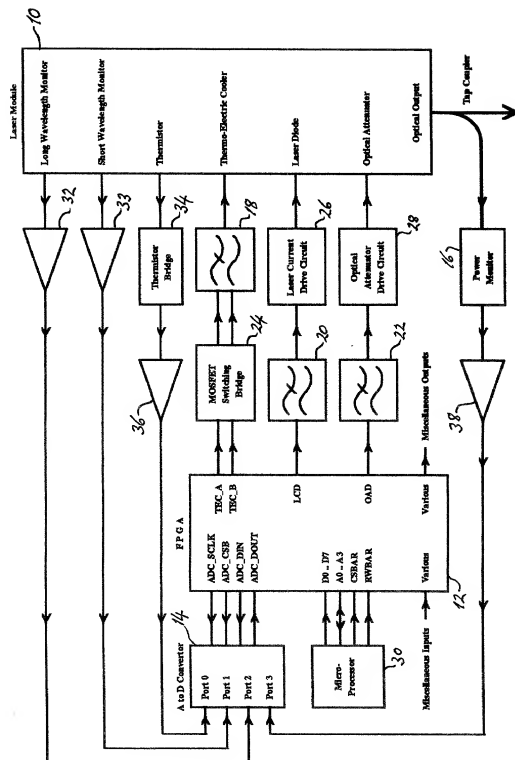 Laser Module
10
Long Wavelength Monitor
Short Wavelength Monitor
Thermistor
Thermo-Electric Cooler
Laser Diode
Optical Attenuator
Optical Output
Tap Coupler
32
33
34
Thermistor
Bridge
18
26
Laser Current
Drive Circuit
28
Optical
Attenuator
Drive Circuit
16
Power
Monitor
36
24
MOSFET
Switching
Bridge
20
22
38
FPGA
TEC_A
TEC_B
LCD
OAD
Various
Miscellaneous Outputs
ADC_SCLK
ADC_CSB
ADC_DIN
ADC_DOUT
D0 .. D7
A0 .. A3
CSBAR
RWBAR
Various
12
14
A to D Convertor
Port 0
Port 1
Port 2
Port 3
Micro-
Processor
30
Miscellaneous Inputs